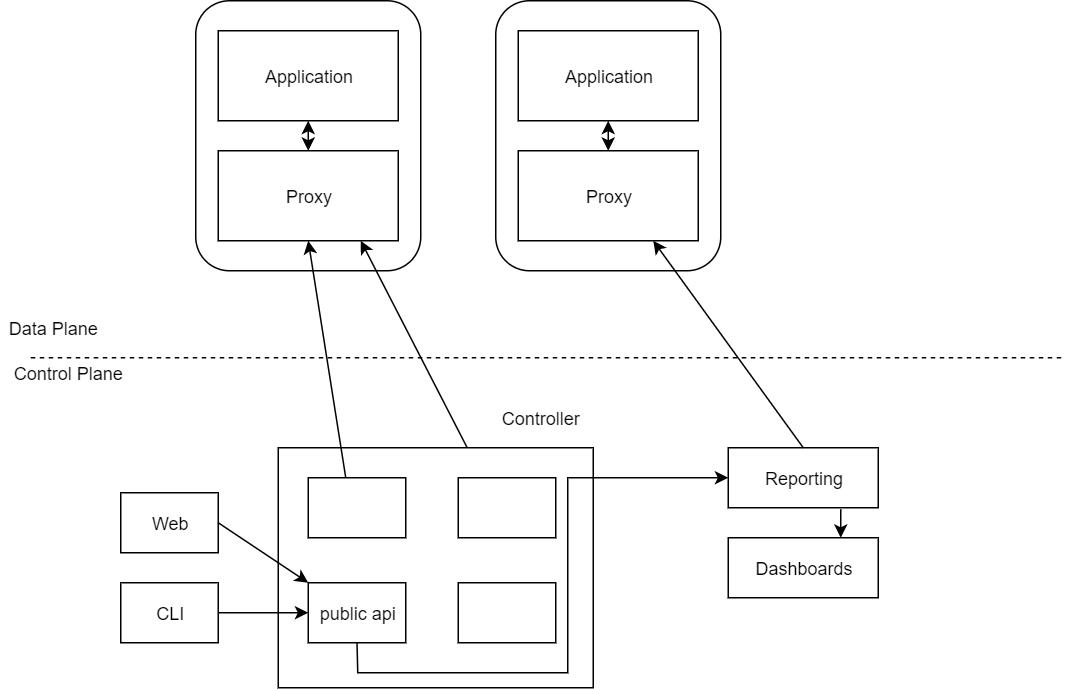 Application
Application
Proxy
Proxy
Data Plane
Control Plane
Controller
Reporting
Web
Dashboards
CLI
public api